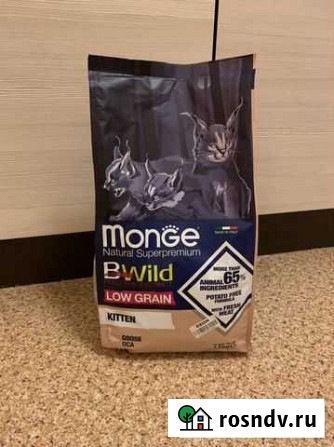 MONGE
Natural Superpremium
BWild
LOW GRAIN
KITTEN
GOOSE
OCA
MORE THAN
65%
ANIMAL
INGREDIENTS
POTATO FREE
FORMULA
WITH FRESH
MEAT
rosndv.ru